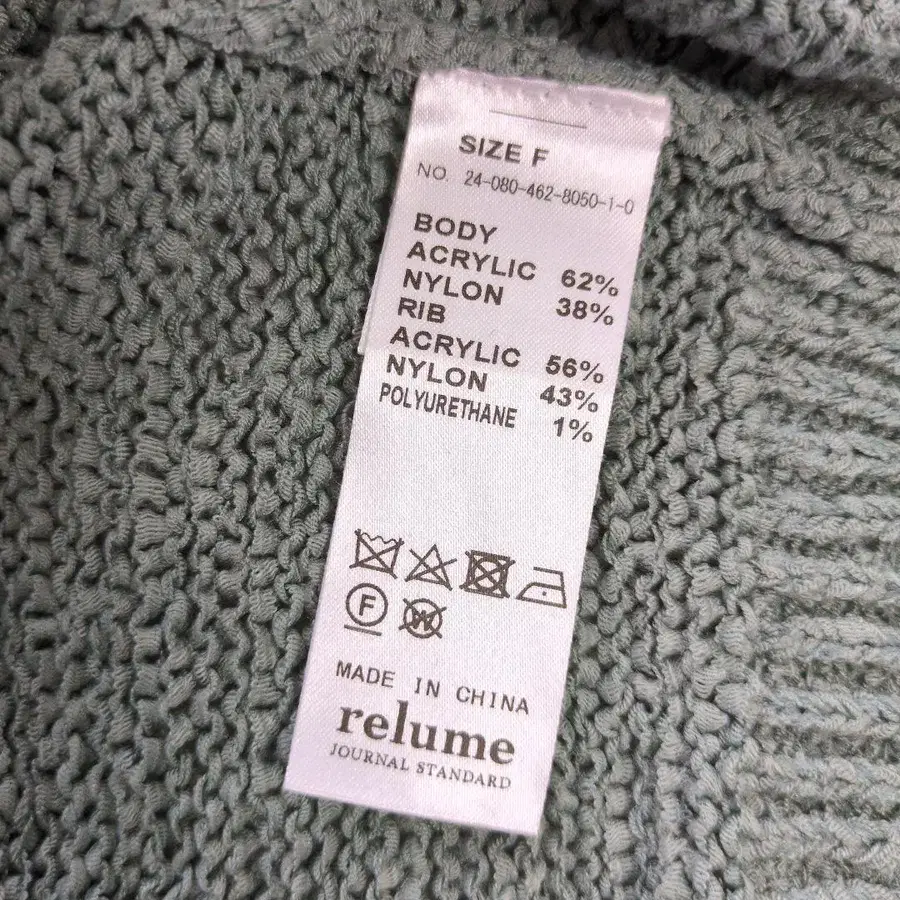 SIZE F
NO. 24-080-462-8050-1-0
BODY
ACRYLIC 62%
NYLON 38%
RIB
ACRYLIC 56%
NYLON 43%
POLYURETHANE 1%
F W
MADE IN CHINA
relume
JOURNAL STANDARD